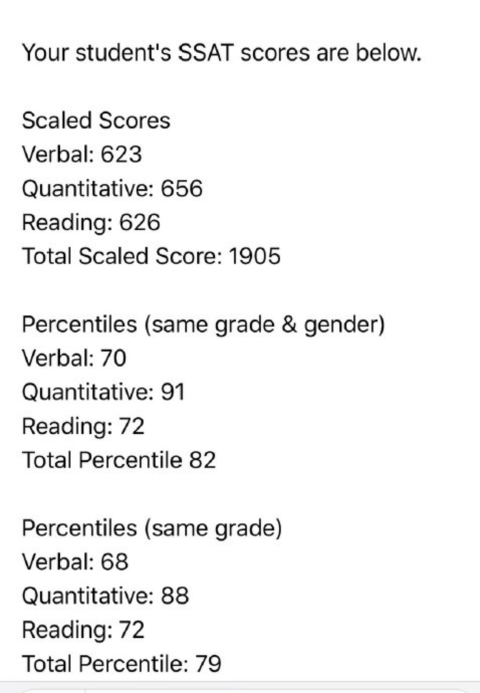 Your student's SSAT scores are below.
Scaled Scores
Verbal: 623
Quantitative: 656
Reading: 626
Total Scaled Score: 1905
Percentiles (same grade & gender)
Verbal: 70
Quantitative: 91
Reading: 72
Total Percentile 82
Percentiles (same grade)
Verbal: 68
Quantitative: 88
Reading: 72
Total Percentile: 79